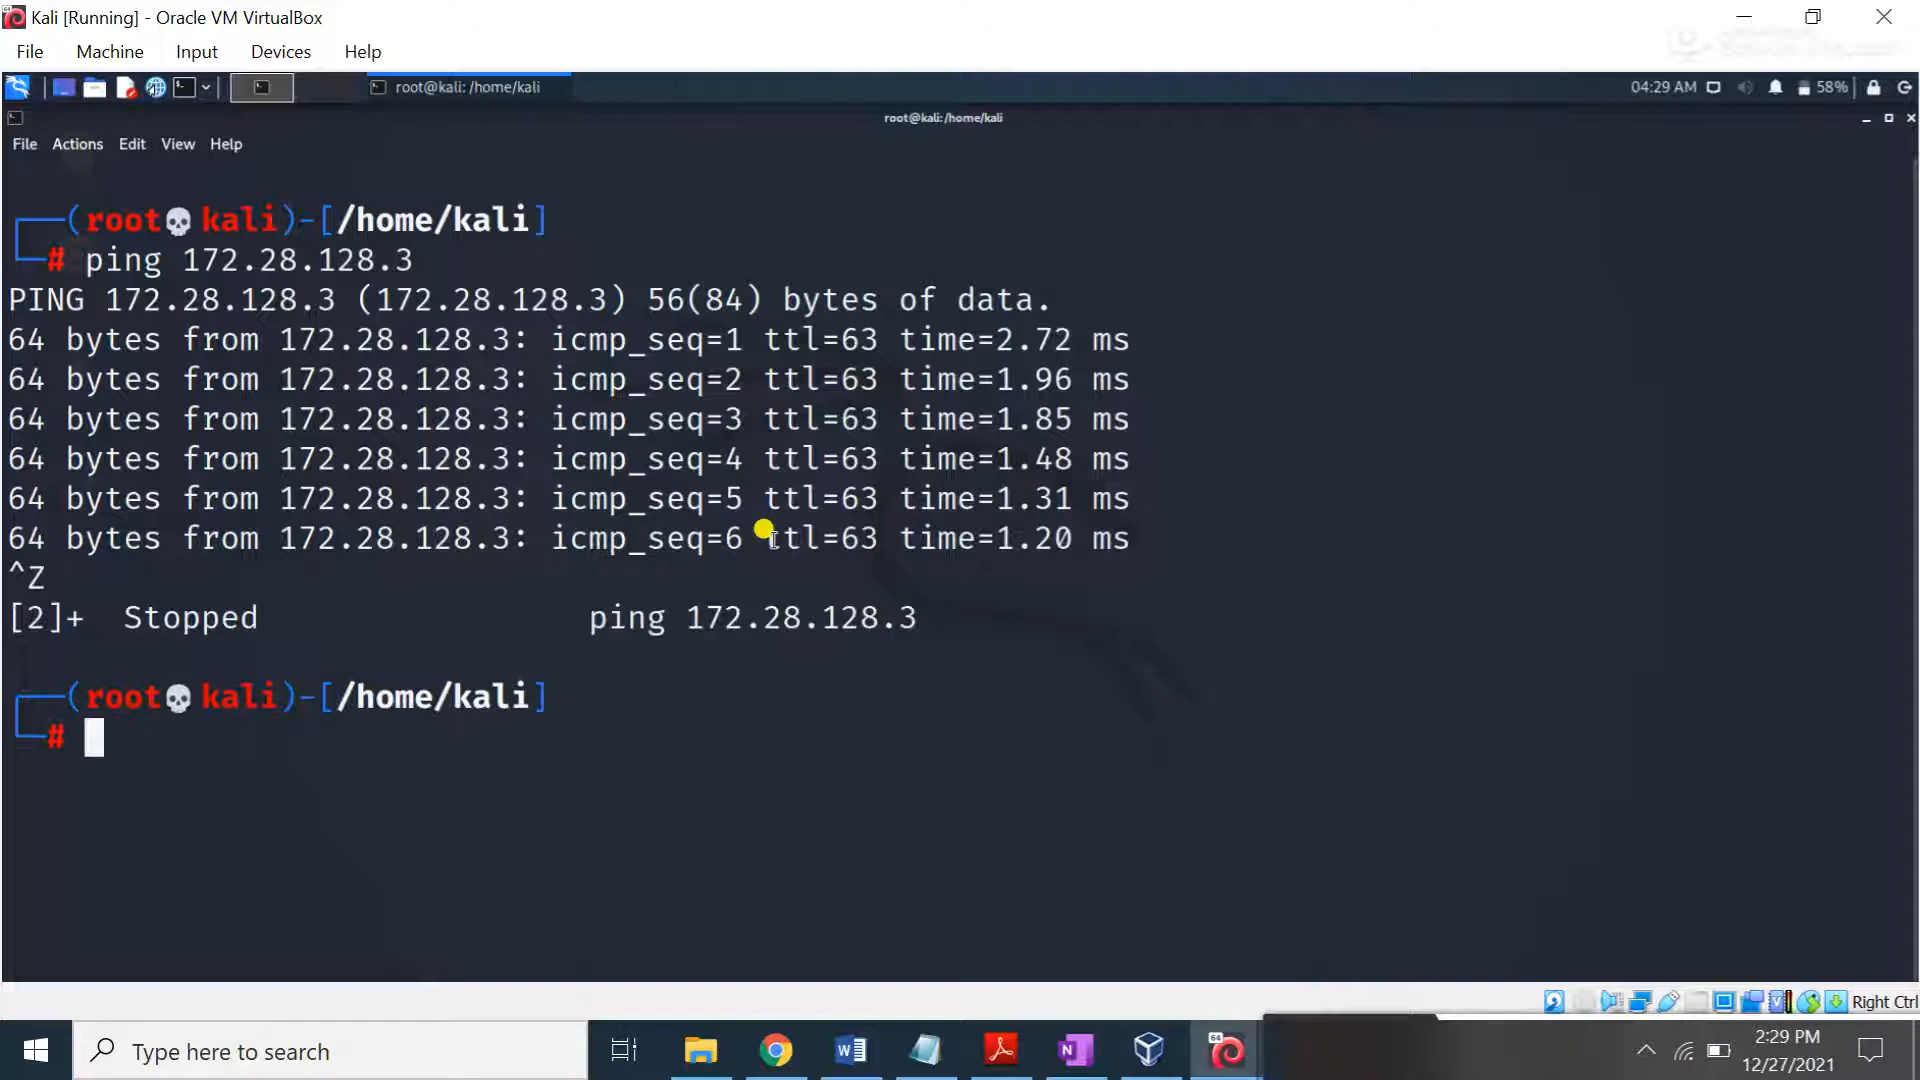 Kali [Running] - Oracle VM VirtualBox
File Machine Input Devices Help
root@kali: /home/kali
04:29 AM 58%
root@kali:/home/kali
File Actions Edit View Help
(root💀kali)-[/home/kali]
# ping 172.28.128.3
PING 172.28.128.3 (172.28.128.3) 56(84) bytes of data.
64 bytes from 172.28.128.3: icmp_seq=1 ttl=63 time=2.72 ms
64 bytes from 172.28.128.3: icmp_seq=2 ttl=63 time=1.96 ms
64 bytes from 172.28.128.3: icmp_seq=3 ttl=63 time=1.85 ms
64 bytes from 172.28.128.3: icmp_seq=4 ttl=63 time=1.48 ms
64 bytes from 172.28.128.3: icmp_seq=5 ttl=63 time=1.31 ms
64 bytes from 172.28.128.3: icmp_seq=6 ttl=63 time=1.20 ms
^Z
[2]+ Stopped ping 172.28.128.3
(root💀kali)-[/home/kali]
#
Right Ctrl
Type here to search
2:29 PM
12/27/2021